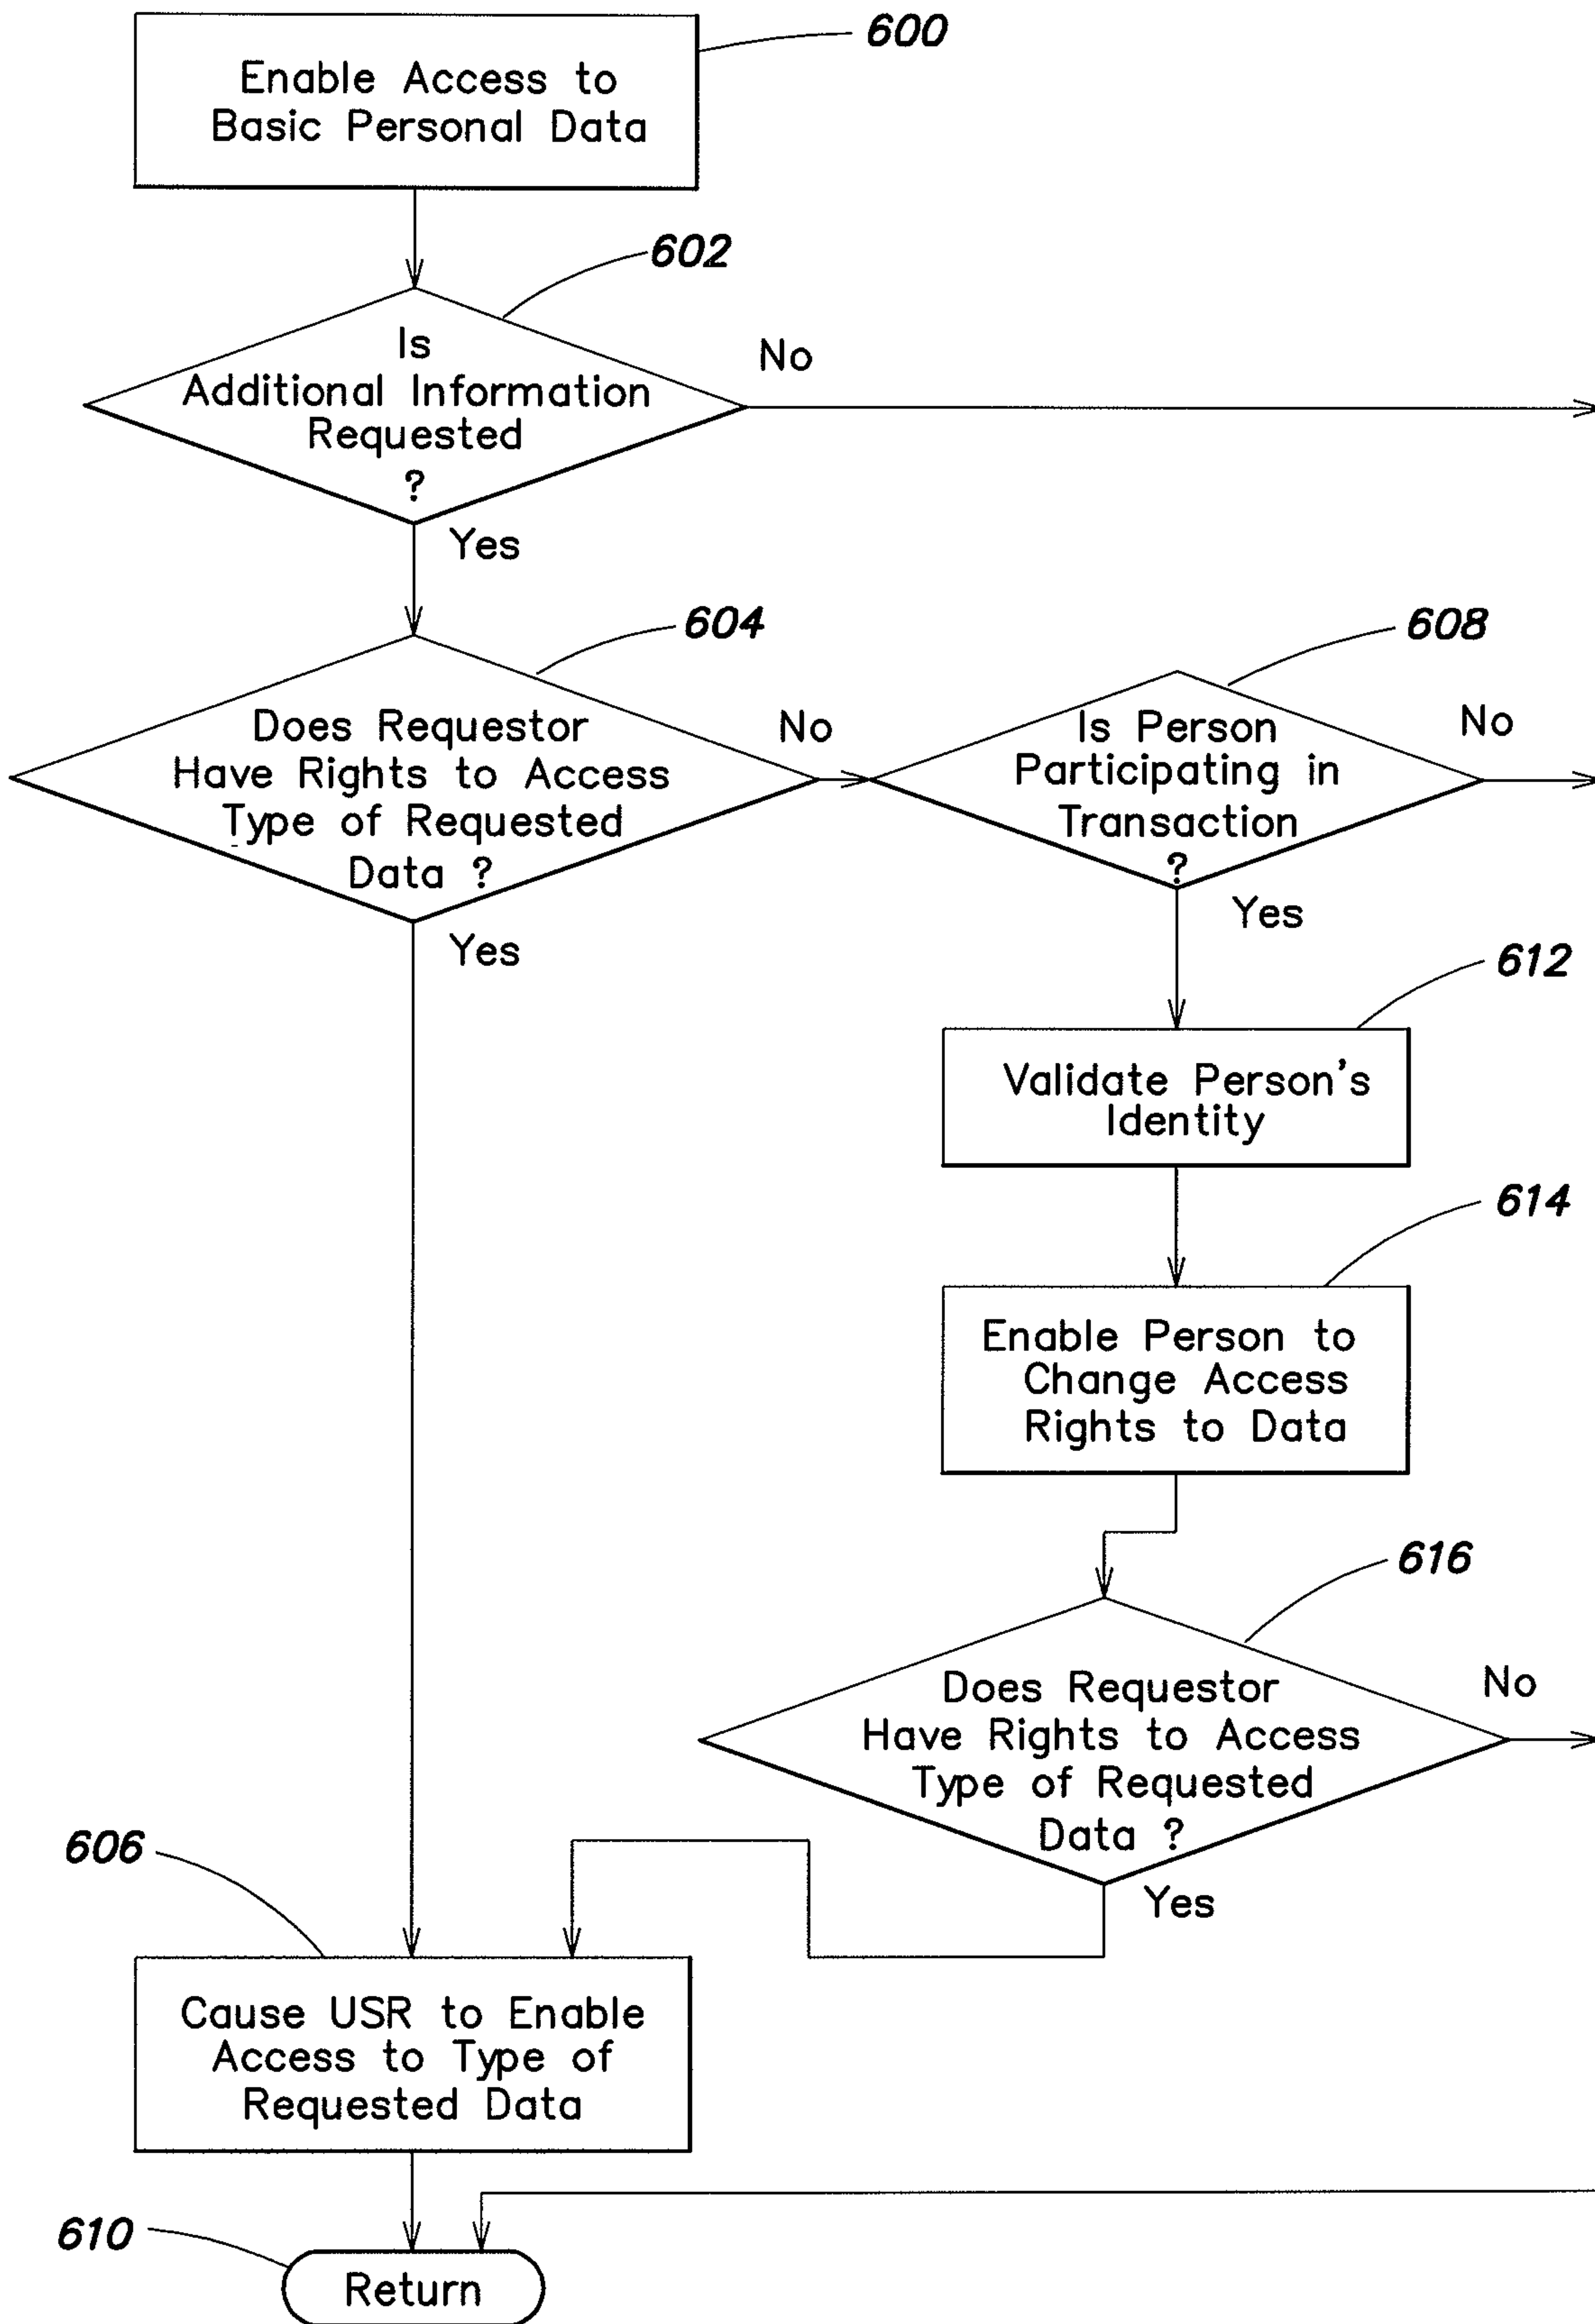 600
Enable Access to
Basic Personal Data
602
Is
Additional Information
Requested
?
No
Yes
604
Does Requestor
Have Rights to Access
Type of Requested
Data ?
No
Yes
608
Is Person
Participating in
Transaction
?
No
Yes
612
Validate Person's
Identity
614
Enable Person to
Change Access
Rights to Data
616
Does Requestor
Have Rights to Access
Type of Requested
Data ?
No
Yes
606
Cause USR to Enable
Access to Type of
Requested Data
610
Return